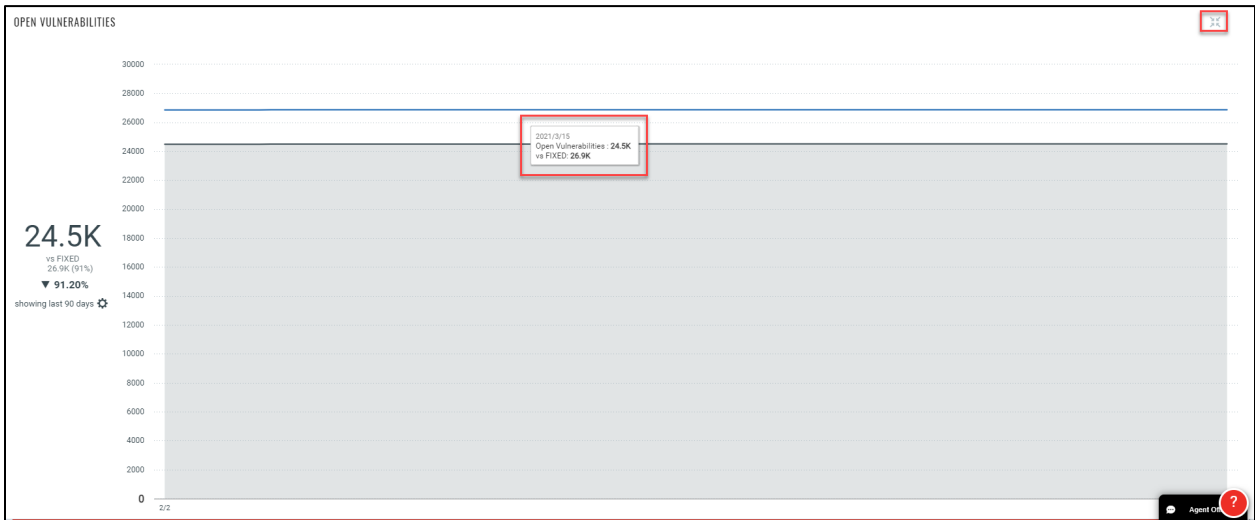 OPEN VULNERABILITIES
30000
28000
26000
24000
22000
20000
18000
16000
14000
12000
10000
8000
6000
4000
2000
0
2/2
2021/3/15
Open Vulnerabilities : 24.5K
vs FIXED: 26.9K
24.5K
vs FIXED
26.9K (91%)
▼ 91.20%
showing last 90 days
Agent
?